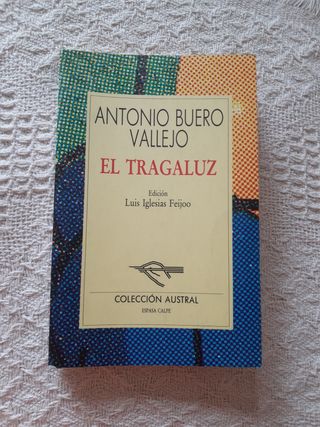 ANTONIO BUERO
VALLEJO
EL TRAGALUZ
Edición
Luis Iglesias Feijoo
COLECCIÓN AUSTRAL
ESPASA CALPE